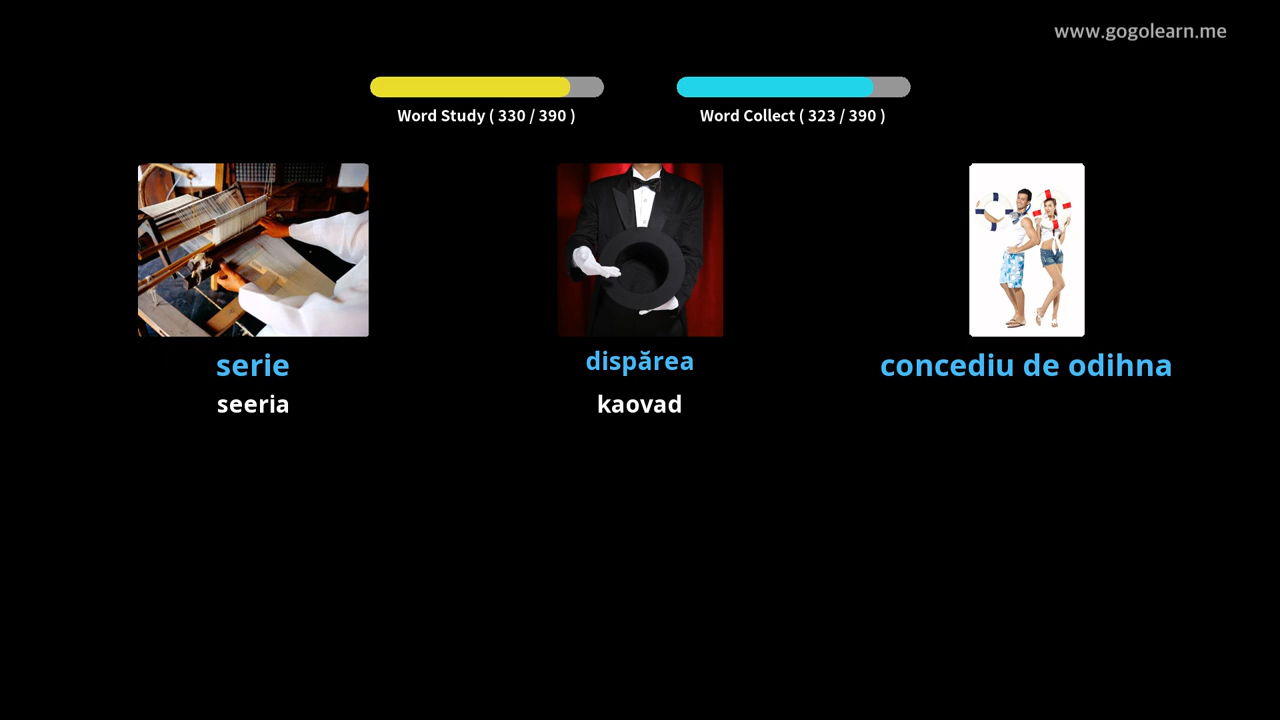 www.gogolearn.me
Word Study ( 330 / 390 )
Word Collect ( 323 / 390 )
serie
seeria
dispărea
kaovad
concediu de odihna